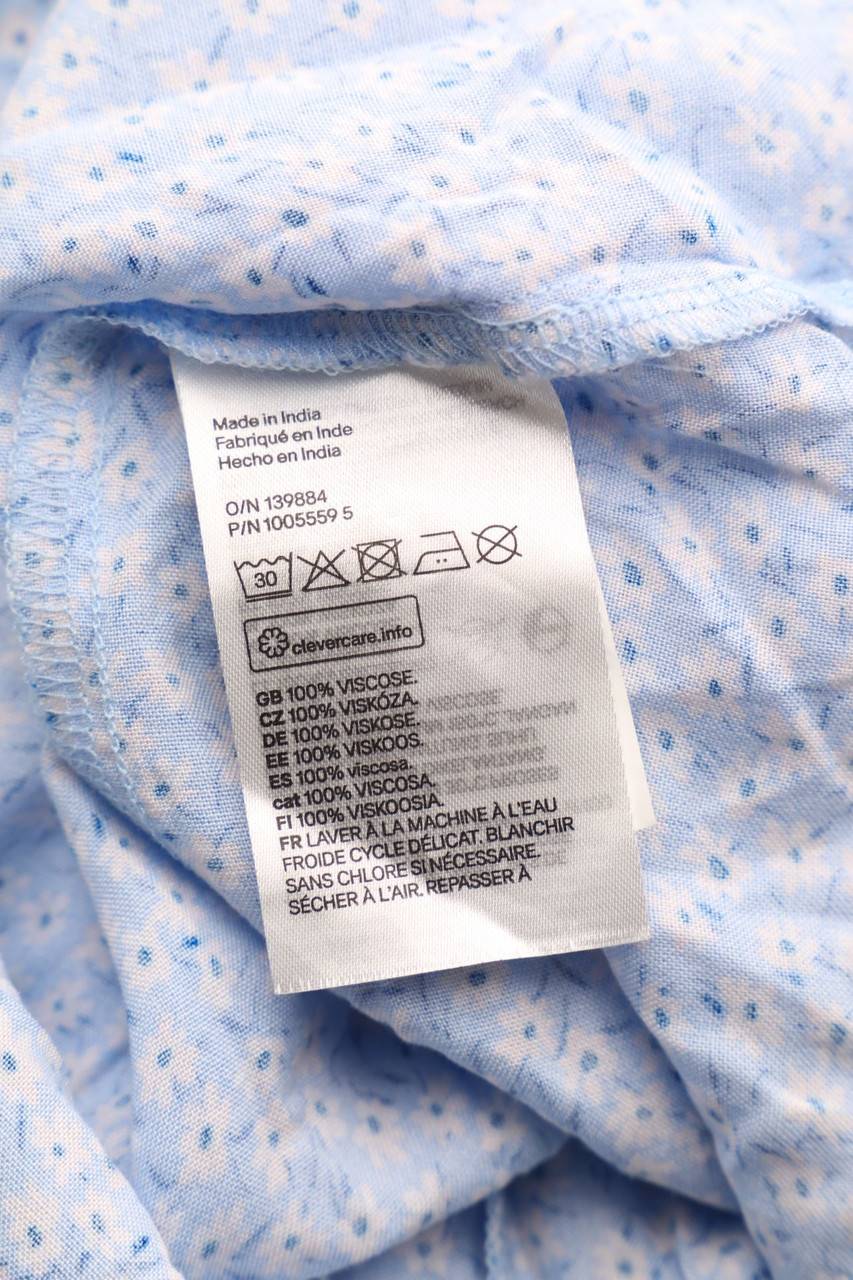 Made in India
Fabriqué en Inde
Hecho en India
O/N 139884
P/N 1005559 5
30
clevercare.info
GB 100% VISCOSE.
CZ 100% VISKÓZA.
DE 100% VISKOSE.
EE 100% VISKOOS.
ES 100% viscosa.
cat 100% VISCOSA.
FI 100% VISKOOSIA.
FR LAVER À LA MACHINE À L'EAU
FROIDE CYCLE DÉLICAT. BLANCHIR
SANS CHLORE SI NÉCESSAIRE.
SÉCHER À L'AIR. REPASSER À